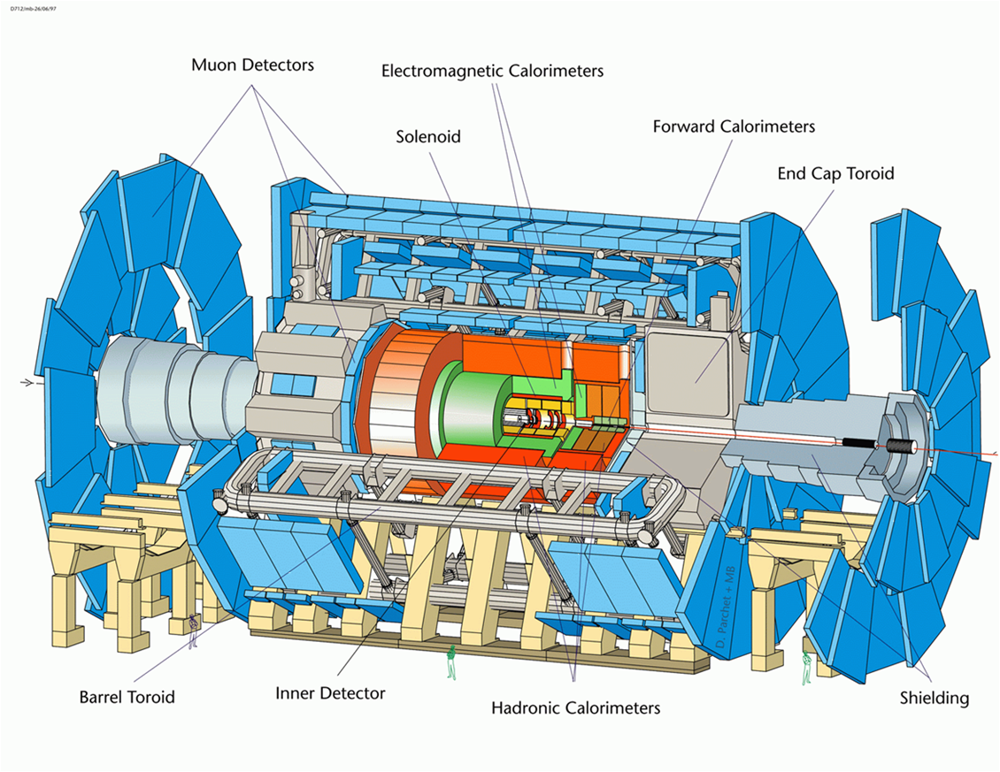 D712/mb-26/06/97
Muon Detectors
Electromagnetic Calorimeters
Solenoid
Forward Calorimeters
End Cap Toroid
D. Parchet + MB
Barrel Toroid
Inner Detector
Hadronic Calorimeters
Shielding